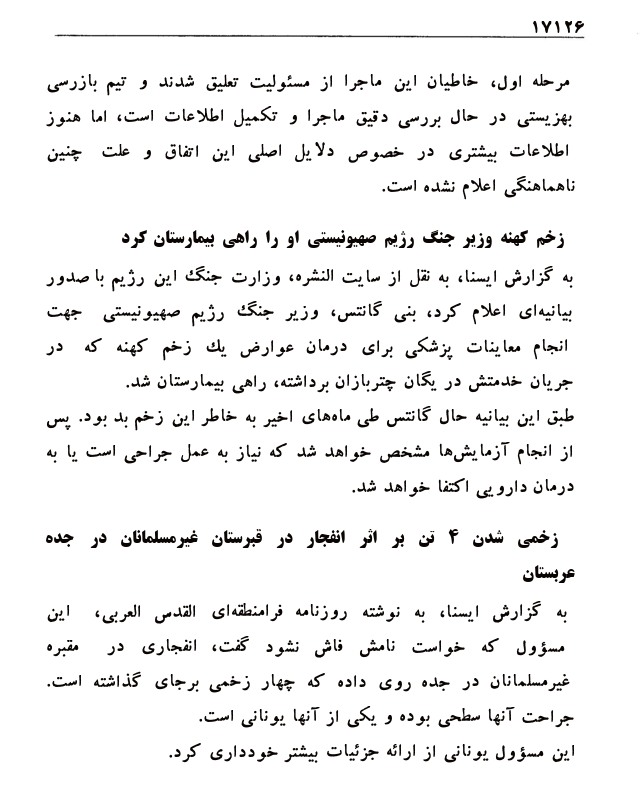 ۱۷۱۲۶
مرحله اول، خاطیان این ماجرا از مسئولیت تعلیق شدند و تیم بازرسی
بهزیستی در حال بررسی دقیق ماجرا و تکمیل اطلاعات است، اما هنوز
اطلاعات بیشتری در خصوص دلایل اصلی این اتفاق و علت چنین
ناهماهنگی اعلام نشده است.
زخم کهنه وزیر جنگ رژیم صهیونیستی او را راهی بیمارستان کرد
به گزارش ایسنا، به نقل از سایت النشره، وزارت جنگ این رژیم با صدور
بیانیه‌ای اعلام کرد، بنی گانتس، وزیر جنگ رژیم صهیونیستی جهت
انجام معاینات پزشکی برای درمان عوارض یك زخم کهنه که در
جریان خدمتش در یگان چتربازان برداشته، راهی بیمارستان شد.
طبق این بیانیه حال گانتس طی ماه‌های اخیر به خاطر این زخم بد بود. پس
از انجام آزمایش‌ها مشخص خواهد شد که نیاز به عمل جراحی است یا به
درمان دارویی اکتفا خواهد شد.
زخمی شدن ۴ تن بر اثر انفجار در قبرستان غیرمسلمانان در جده
عربستان
به گزارش ایسنا، به نوشته روزنامه فرامنطقه‌ای القدس العربی، این
مسؤول که خواست نامش فاش نشود گفت، انفجاری در مقبره
غیرمسلمانان در جده روی داده که چهار زخمی برجای گذاشته است.
جراحت آنها سطحی بوده و یکی از آنها یونانی است.
این مسؤول یونانی از ارائه جزئیات بیشتر خودداری کرد.